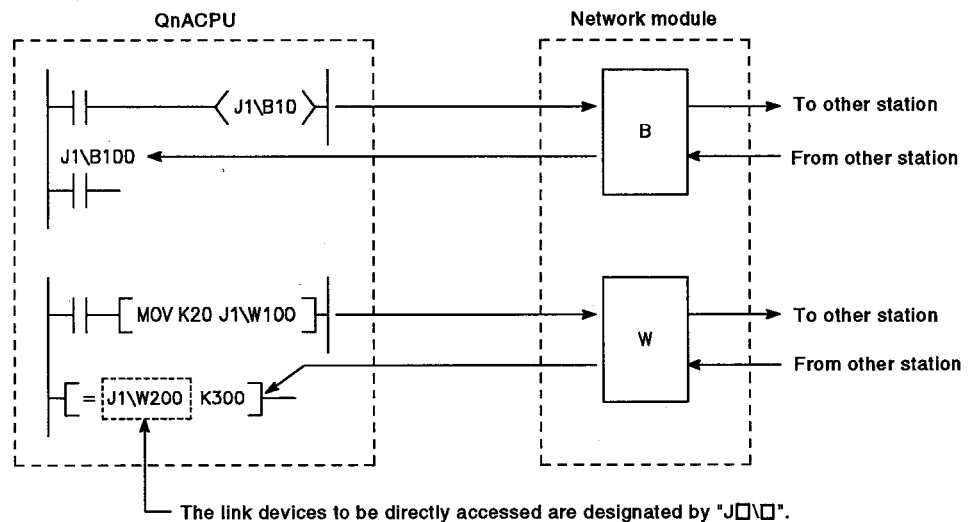 QnACPU
Network module
J1\B10
To other station
B
J1\B100
From other station
MOV K20 J1\W100
To other station
W
From other station
= J1\W200 K300
The link devices to be directly accessed are designated by "J□\□".